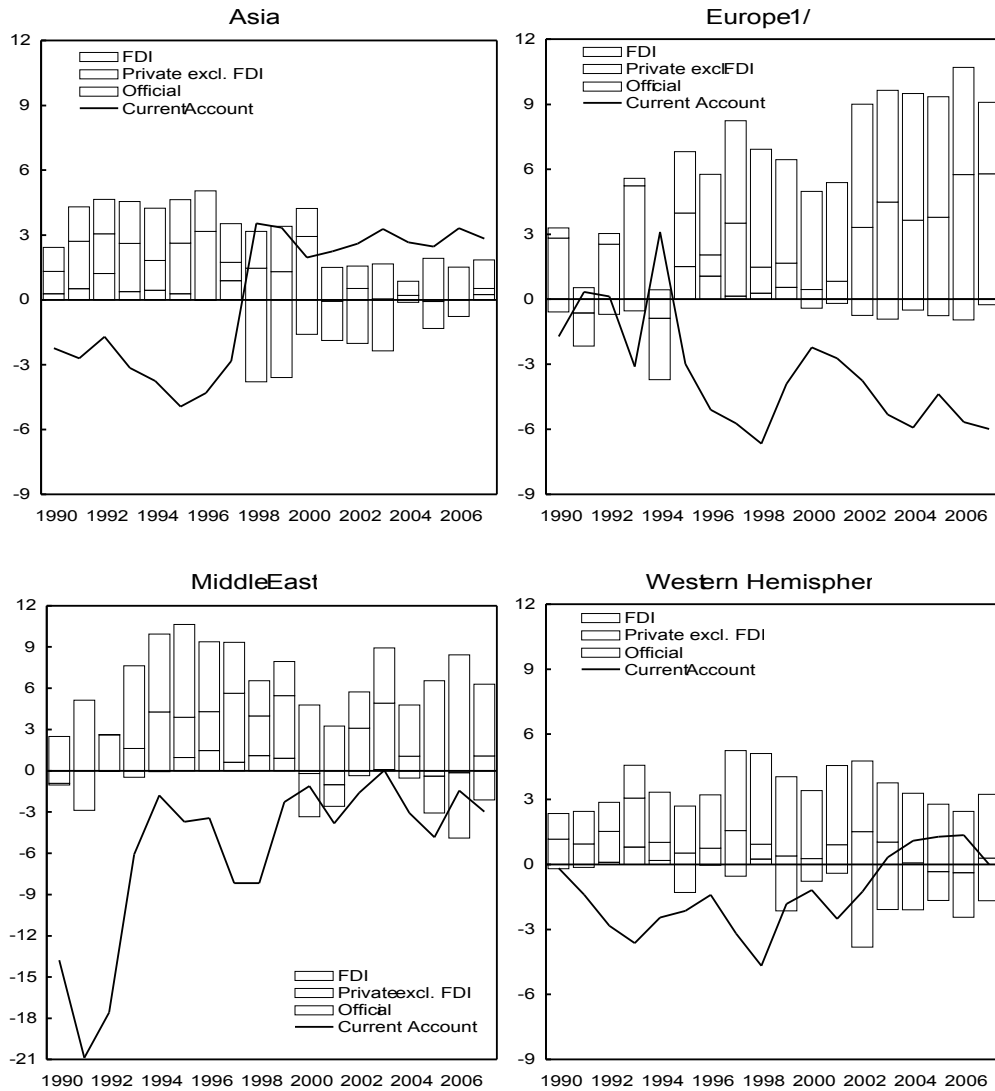 Asia
12
9
6
3
0
-3
-6
-9
FDI
Private excl. FDI
Official
CurrentAccount
1990 1992 1994 1996 1998 2000 2002 2004 2006
Europe1/
12
9
6
3
0
-3
-6
-9
FDI
Private exclFDI
Official
Current Account
1990 1992 1994 1996 1998 2000 2002 2004 2006
MiddleEast
12
9
6
3
0
-3
-6
-9
-12
-15
-18
-21
FDI
Private excl. FDI
Official
Current Account
1990 1992 1994 1996 1998 2000 2002 2004 2006
Western Hemispher
12
9
6
3
0
-3
-6
-9
FDI
Private excl. FDI
Official
CurrentAccount
1990 1992 1994 1996 1998 2000 2002 2004 2006